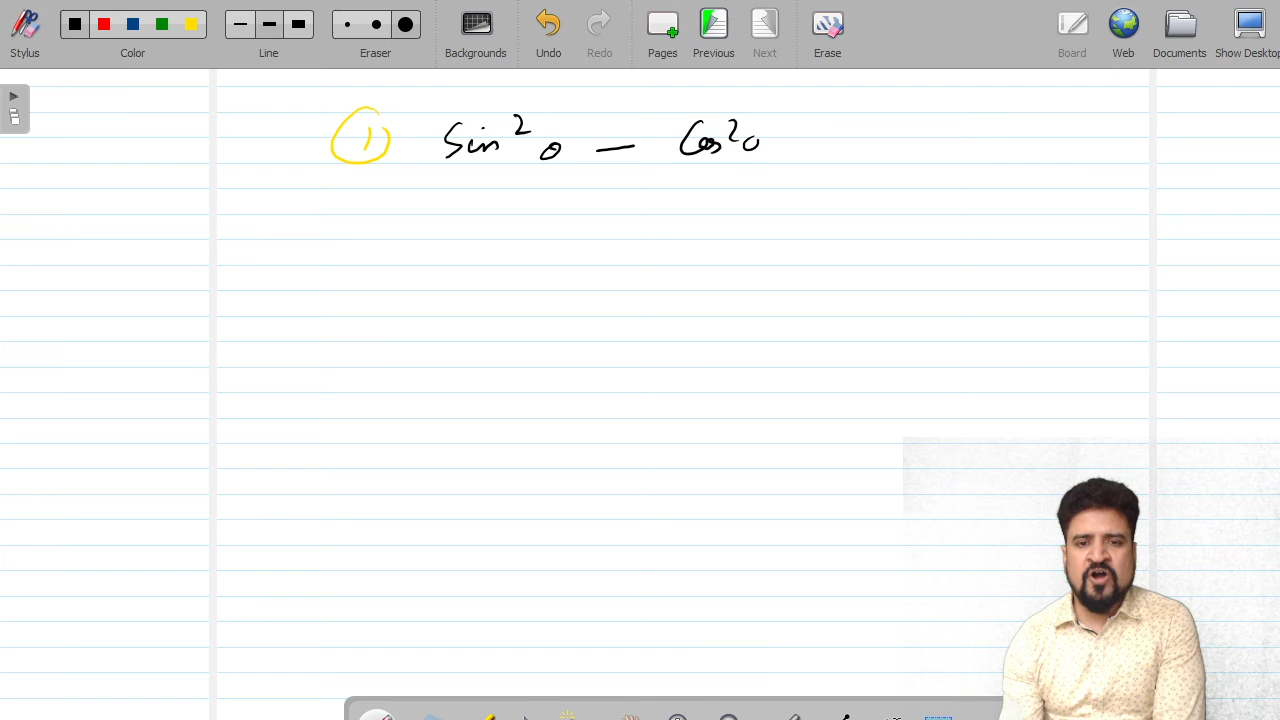 Stylus Color Line Eraser Backgrounds Undo Redo Pages Previous Next Erase Board Web Documents Show Desktop
① Sin²θ — Cos²θ